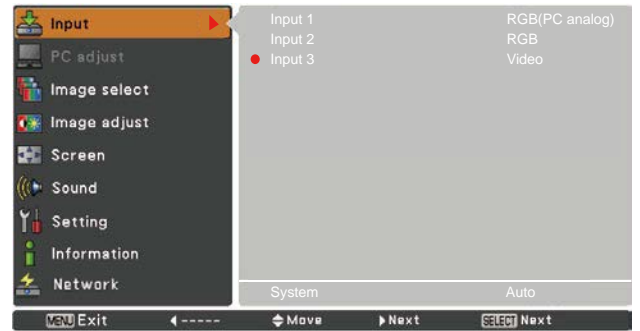 Input
PC adjust
Image select
Image adjust
Screen
Sound
Setting
Information
Network
Input 1 RGB(PC analog)
Input 2 RGB
Input 3 Video
System Auto
MENU Exit ----- Move Next SELECT Next